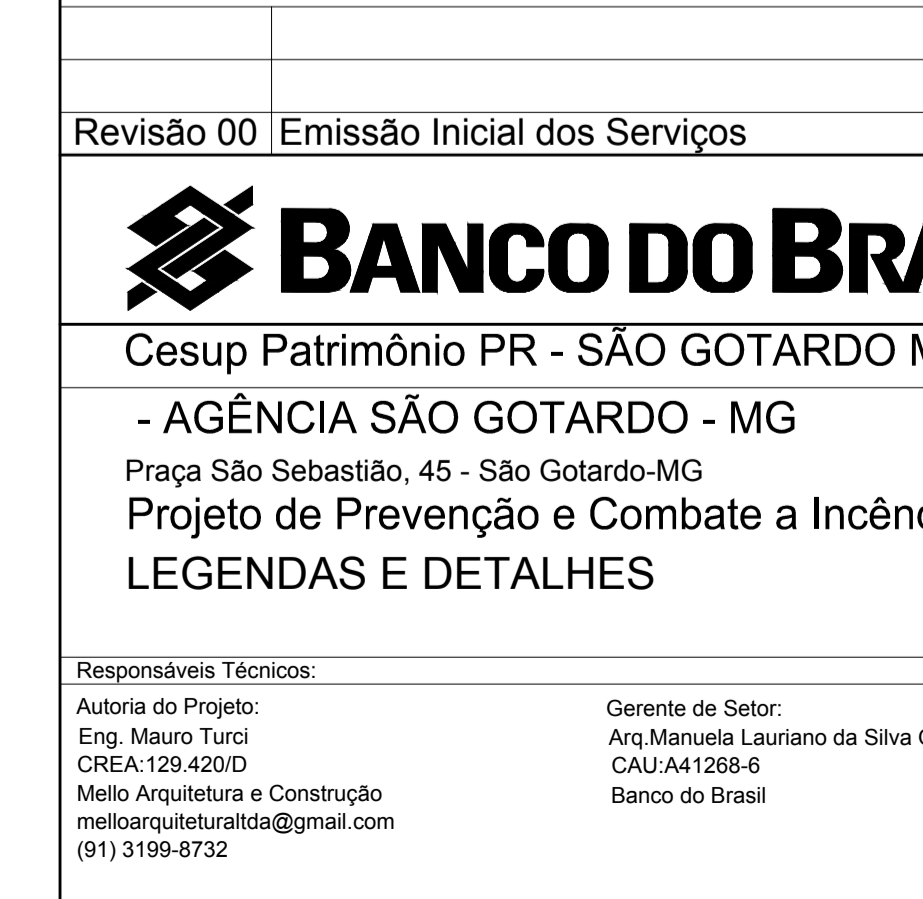 Revisão 00 Emissão Inicial dos Serviços
BANCO DO
Cesup Patrimônio PR - SÃO GOTARDO
- AGÊNCIA SÃO GOTARDO - MG
Praça São Sebastião, 45 - São Gotardo-MG
Projeto de Prevenção e Combate a
LEGENDAS E DETALHES
Responsáveis Técnicos:
Autoria do Projeto:
Eng. Mauro Turci
CREA:129.420/D
Mello Arquitetura e Construção
melloarquiteturaltda@gmail.com
(91) 3199-8732
Gerente de Setor:
Arq.Manuela Lauriano da Silva
CAU:A41268-6
Banco do Brasil